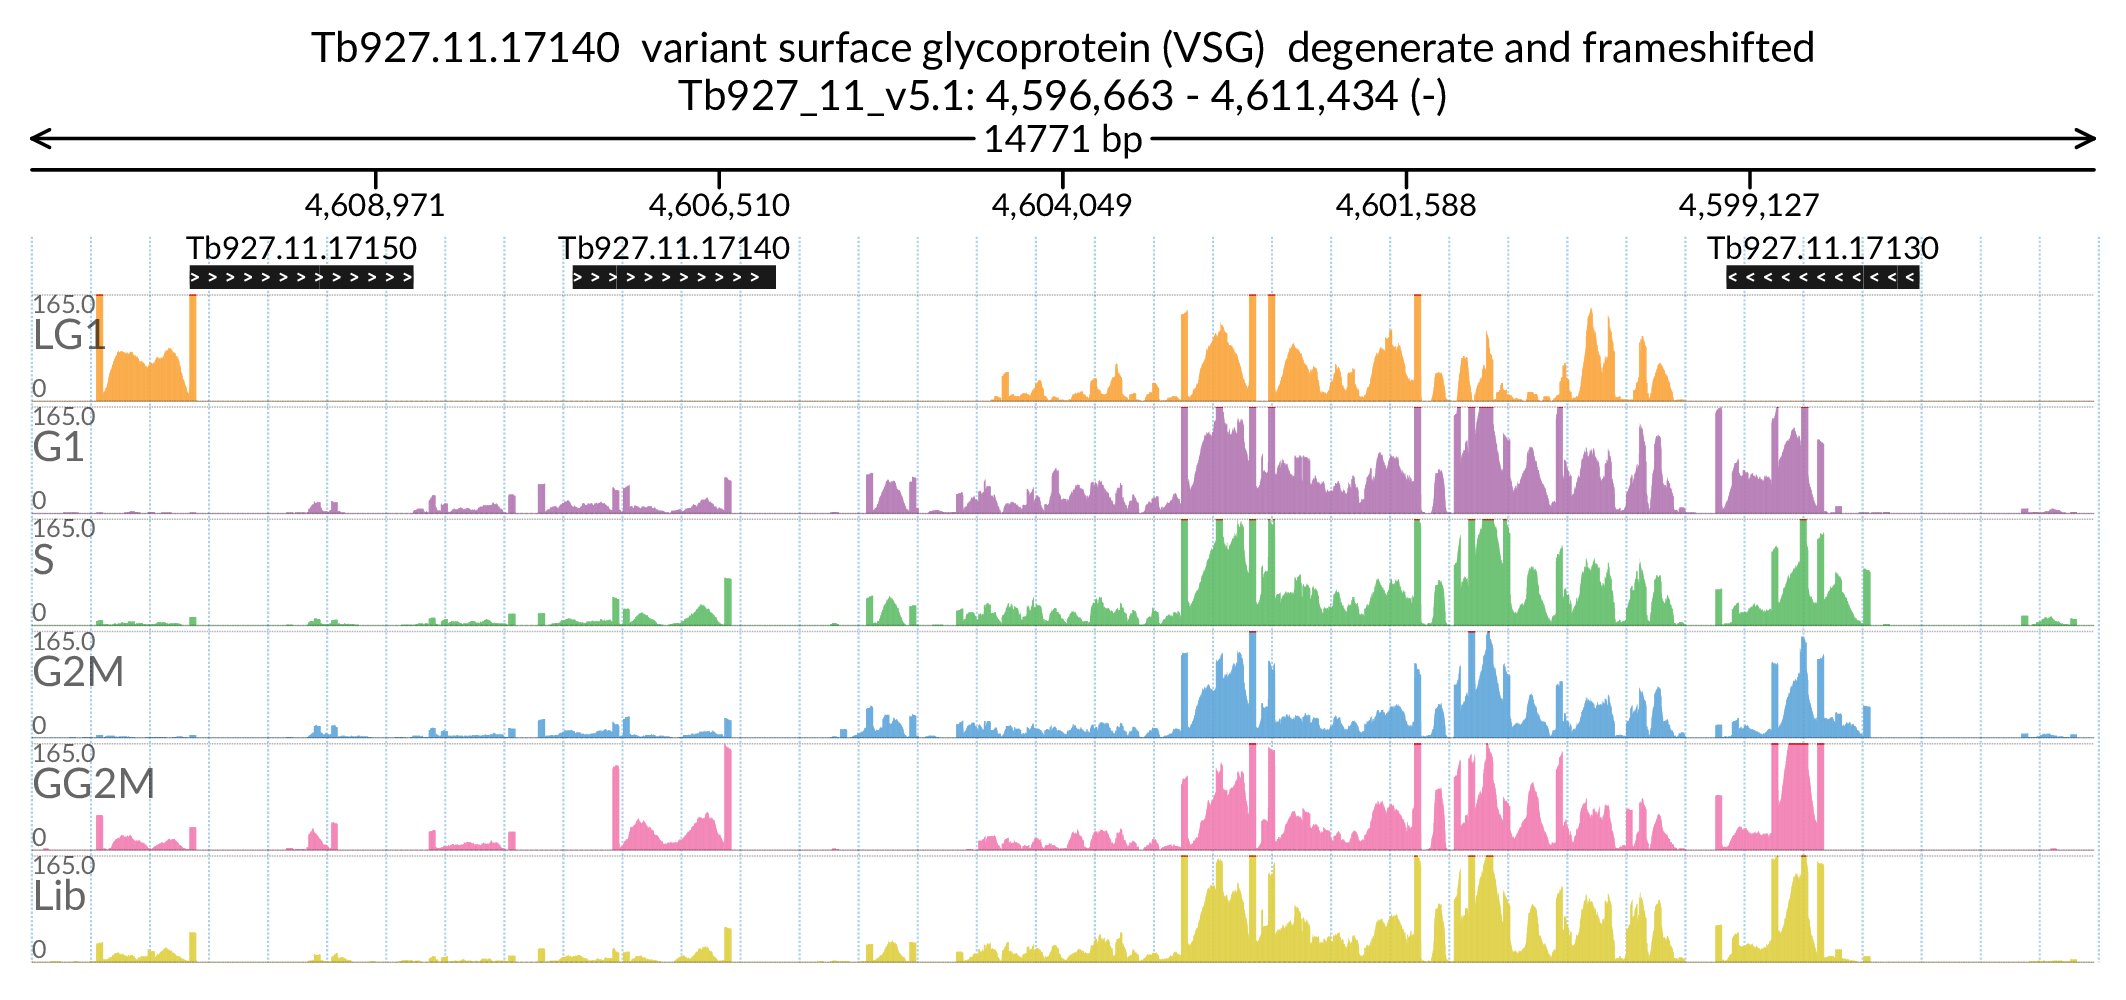 Tb927.11.17140 variant surface glycoprotein (VSG) degenerate and frameshifted
Tb927_11_v5.1: 4,596,663 - 4,611,434 (-)
14771 bp
4,608,971 4,606,510 4,604,049 4,601,588 4,599,127
Tb927.11.17150 Tb927.11.17140 Tb927.11.17130
165.0
LG1
0
165.0
G1
0
165.0
S
0
165.0
G2M
0
165.0
GG2M
0
165.0
Lib
0